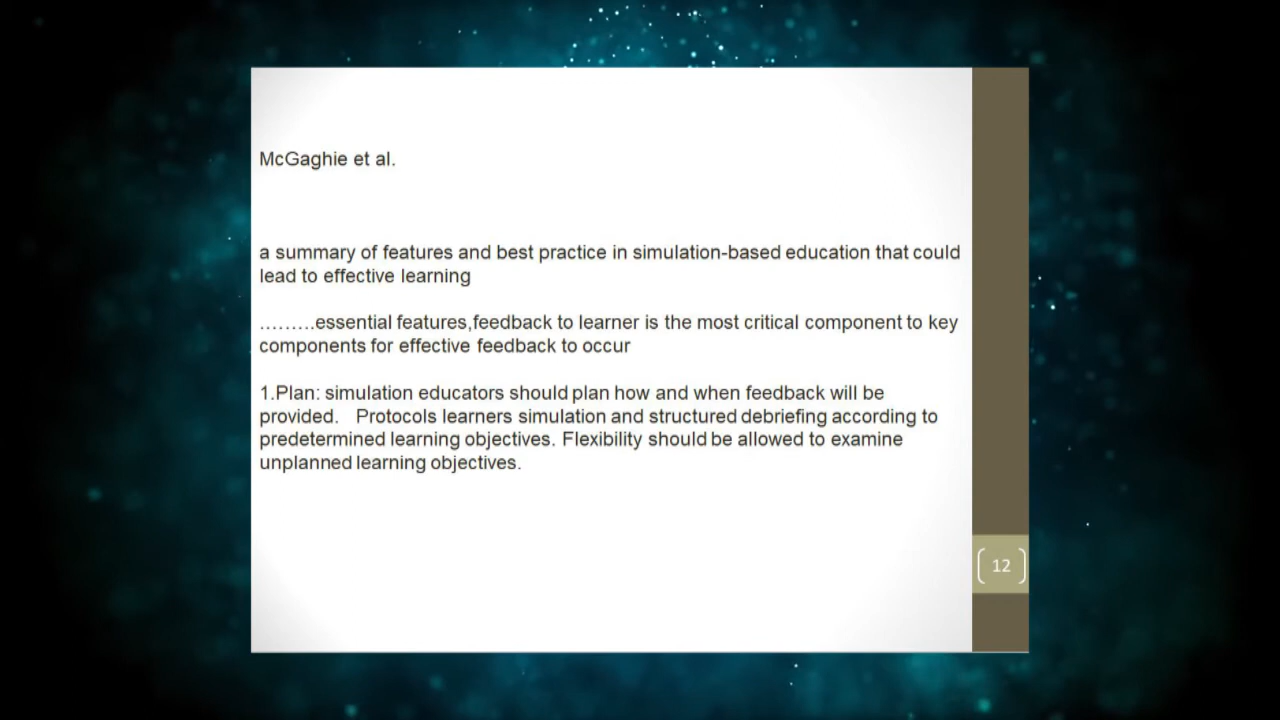 McGaghie et al.
a summary of features and best practice in simulation-based education that could
lead to effective learning
………essential features,feedback to learner is the most critical component to key
components for effective feedback to occur
1.Plan: simulation educators should plan how and when feedback will be
provided.   Protocols learners simulation and structured debriefing according to
predetermined learning objectives. Flexibility should be allowed to examine
unplanned learning objectives.
12